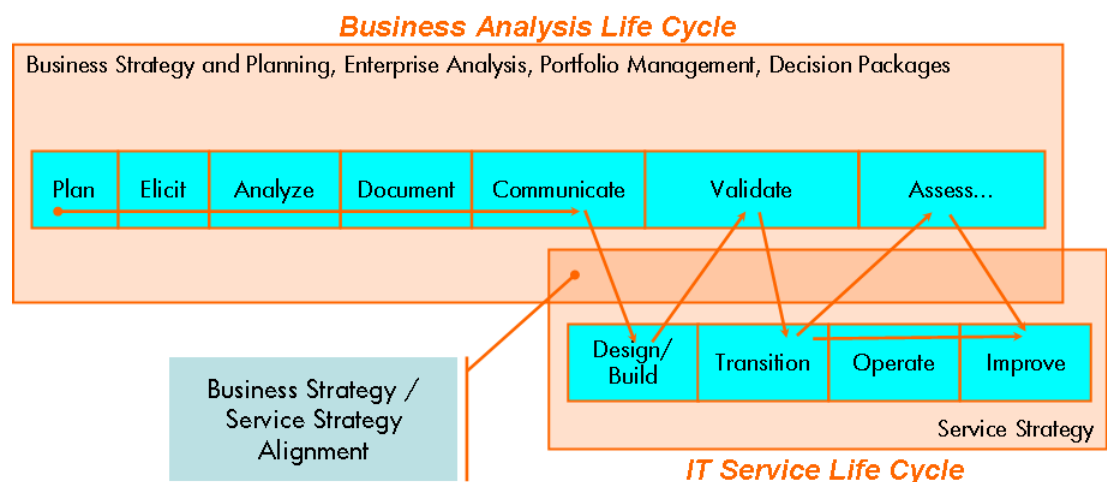 Business Analysis Life Cycle
Business Strategy and Planning, Enterprise Analysis, Portfolio Management, Decision Packages
Plan
Elicit
Analyze
Document
Communicate
Validate
Assess...
Design/
Build
Transition
Operate
Improve
Business Strategy /
Service Strategy
Alignment
Service Strategy
IT Service Life Cycle